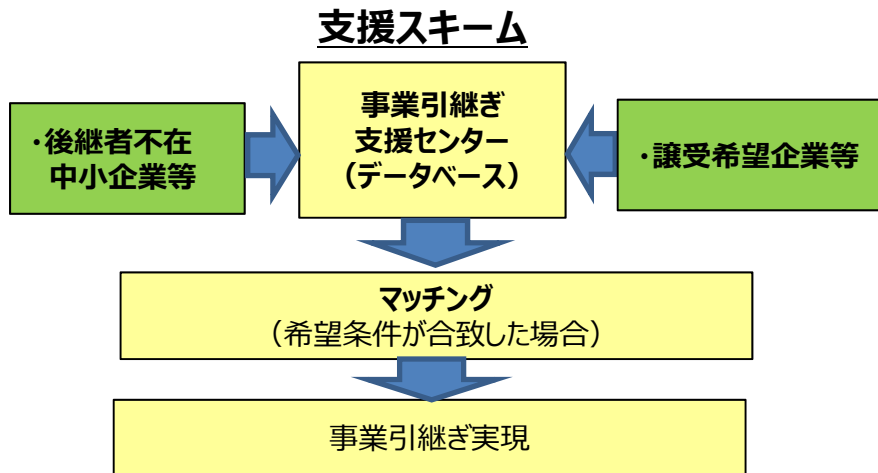 支援スキーム
事業引継ぎ
支援センター
（データベース）
・後継者不在
中小企業等
・譲受希望企業等
マッチング
（希望条件が合致した場合）
事業引継ぎ実現